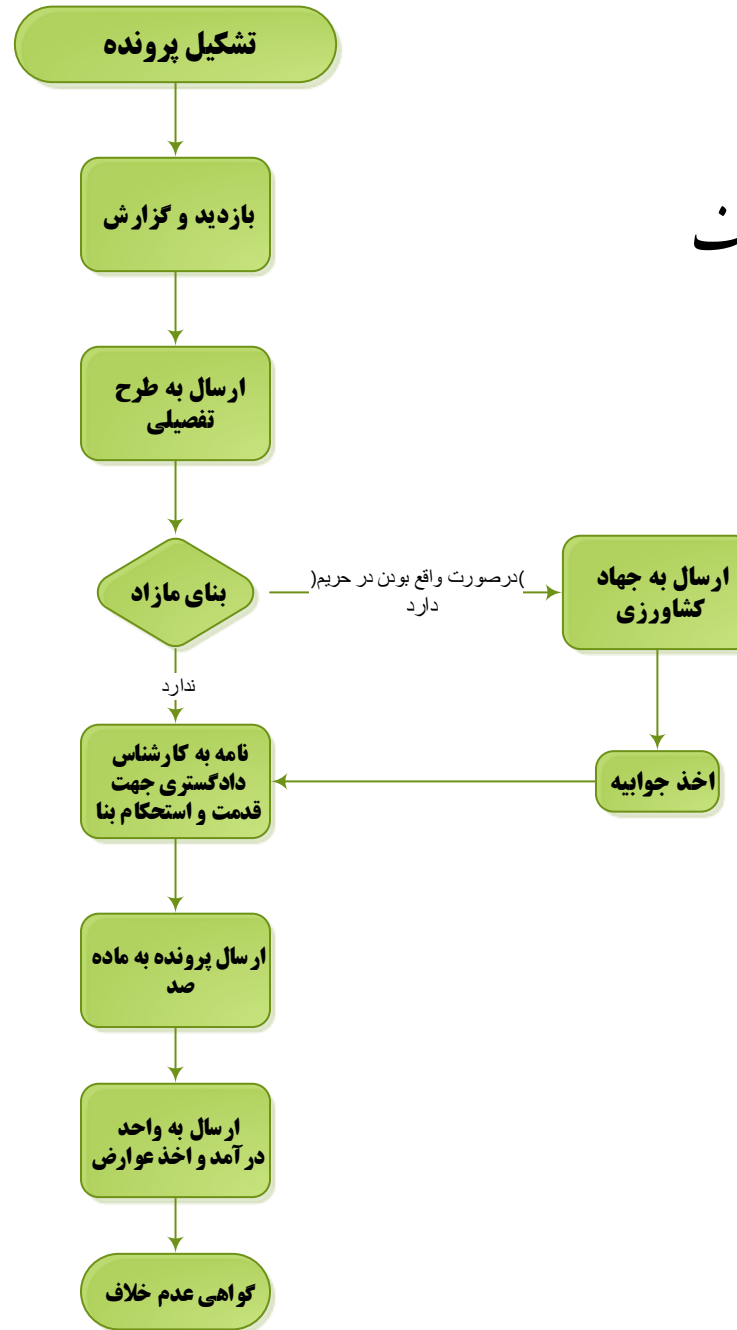 تشکیل پرونده
بازدید و گزارش
ارسال به طرح
تفصیلی
بنای مازاد
)درصورت واقع بودن در حریم(
دارد
ارسال به جهاد
کشاورزی
اخذ جوابیه
ندارد
نامه به کارشناس
دادگستری جهت
قدمت و استحکام بنا
ارسال پرونده به ماده
صد
ارسال به واحد
درآمد و اخذ عوارض
گواهی عدم خلاف